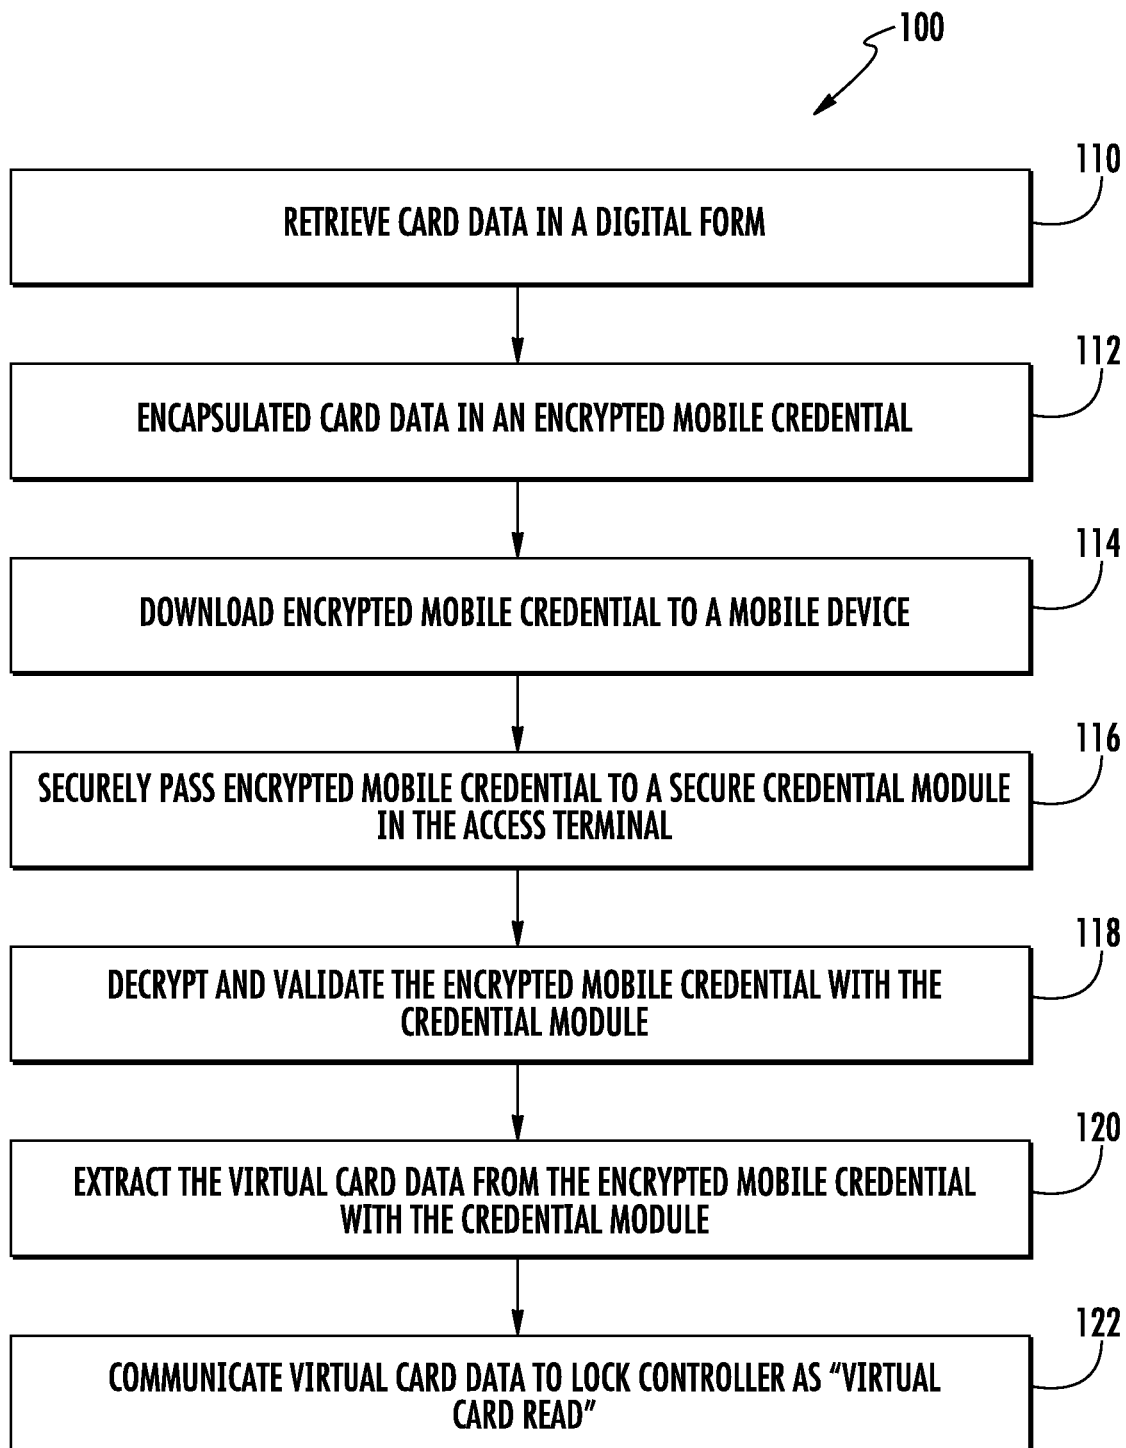 100
110
RETRIEVE CARD DATA IN A DIGITAL FORM
112
ENCAPSULATED CARD DATA IN AN ENCRYPTED MOBILE CREDENTIAL
114
DOWNLOAD ENCRYPTED MOBILE CREDENTIAL TO A MOBILE DEVICE
116
SECURELY PASS ENCRYPTED MOBILE CREDENTIAL TO A SECURE CREDENTIAL MODULE
IN THE ACCESS TERMINAL
118
DECRYPT AND VALIDATE THE ENCRYPTED MOBILE CREDENTIAL WITH THE
CREDENTIAL MODULE
120
EXTRACT THE VIRTUAL CARD DATA FROM THE ENCRYPTED MOBILE CREDENTIAL
WITH THE CREDENTIAL MODULE
122
COMMUNICATE VIRTUAL CARD DATA TO LOCK CONTROLLER AS “VIRTUAL
CARD READ”